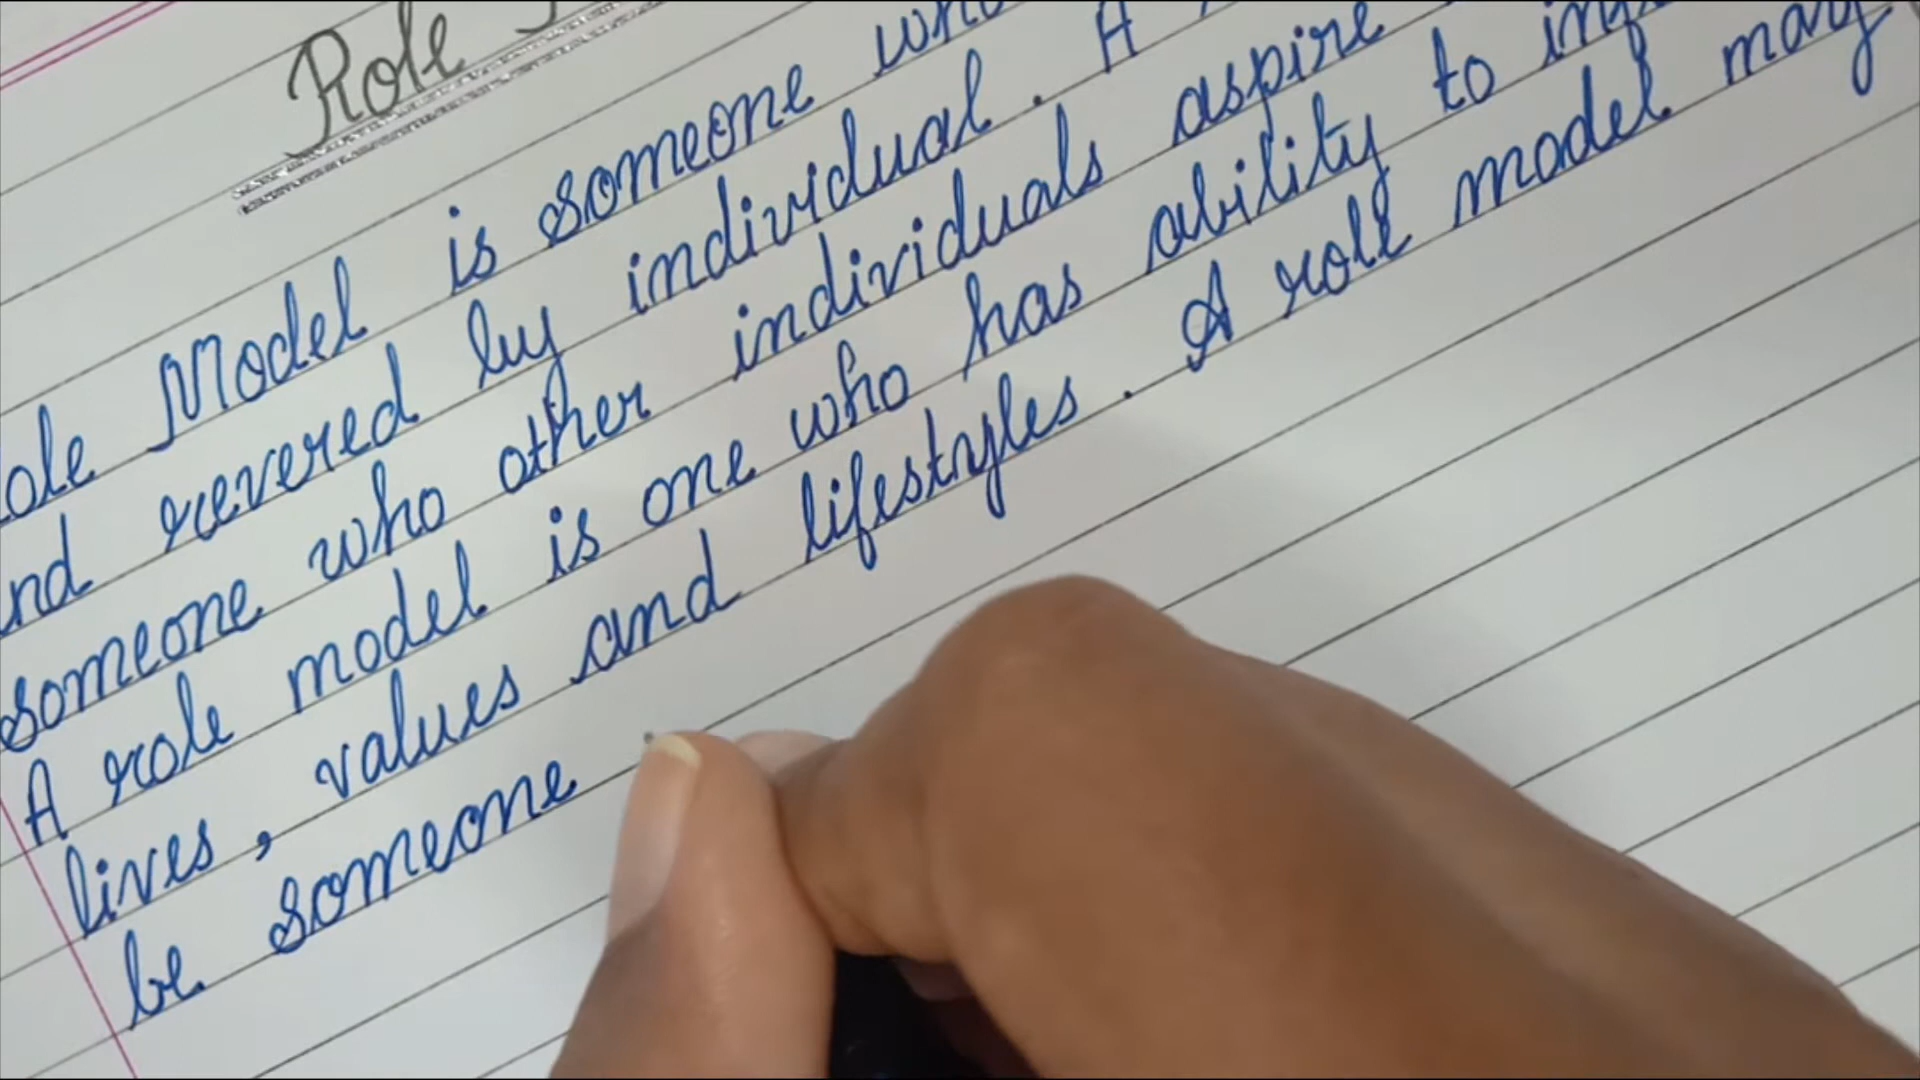 Role
ole Model is someone who
nd revered by individual. A
someone who other individuals aspire
A role model is one who has ability to inf
lives, values and lifestyles. A role model may
be someone